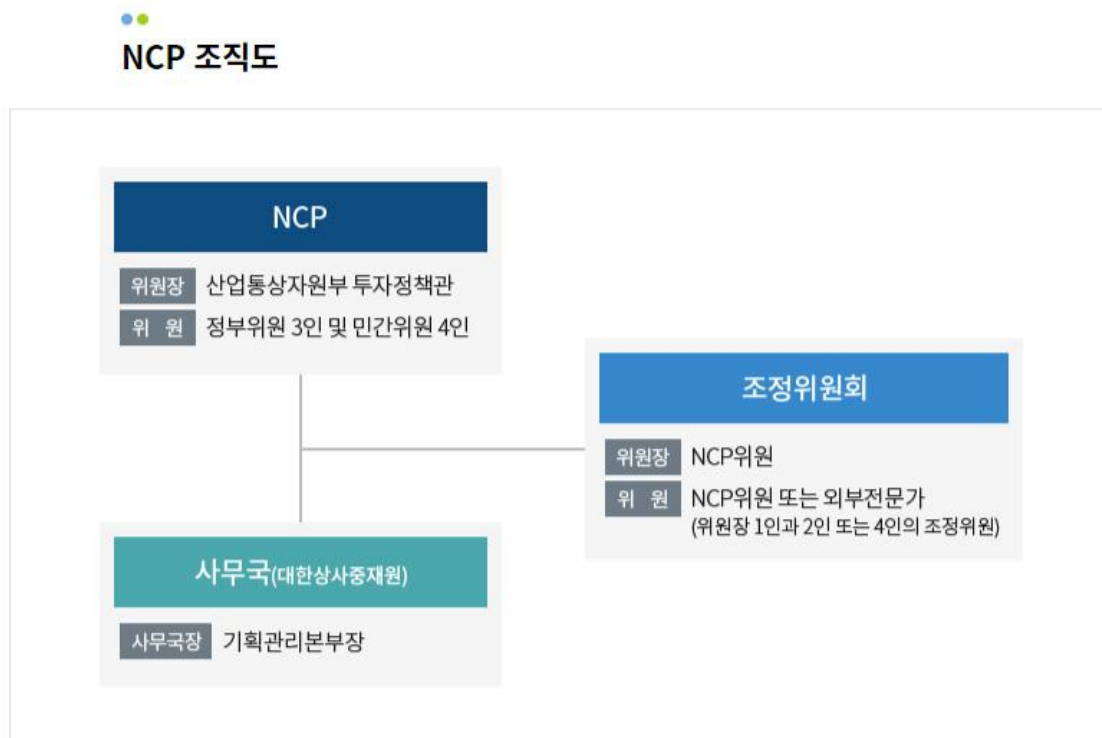 NCP 조직도
NCP
위원장 산업통상자원부 투자정책관
위 원 정부위원 3인 및 민간위원 4인
조정위원회
위원장 NCP위원
위 원 NCP위원 또는 외부전문가
(위원장 1인과 2인 또는 4인의 조정위원)
사무국(대한상사중재원)
사무국장 기획관리본부장